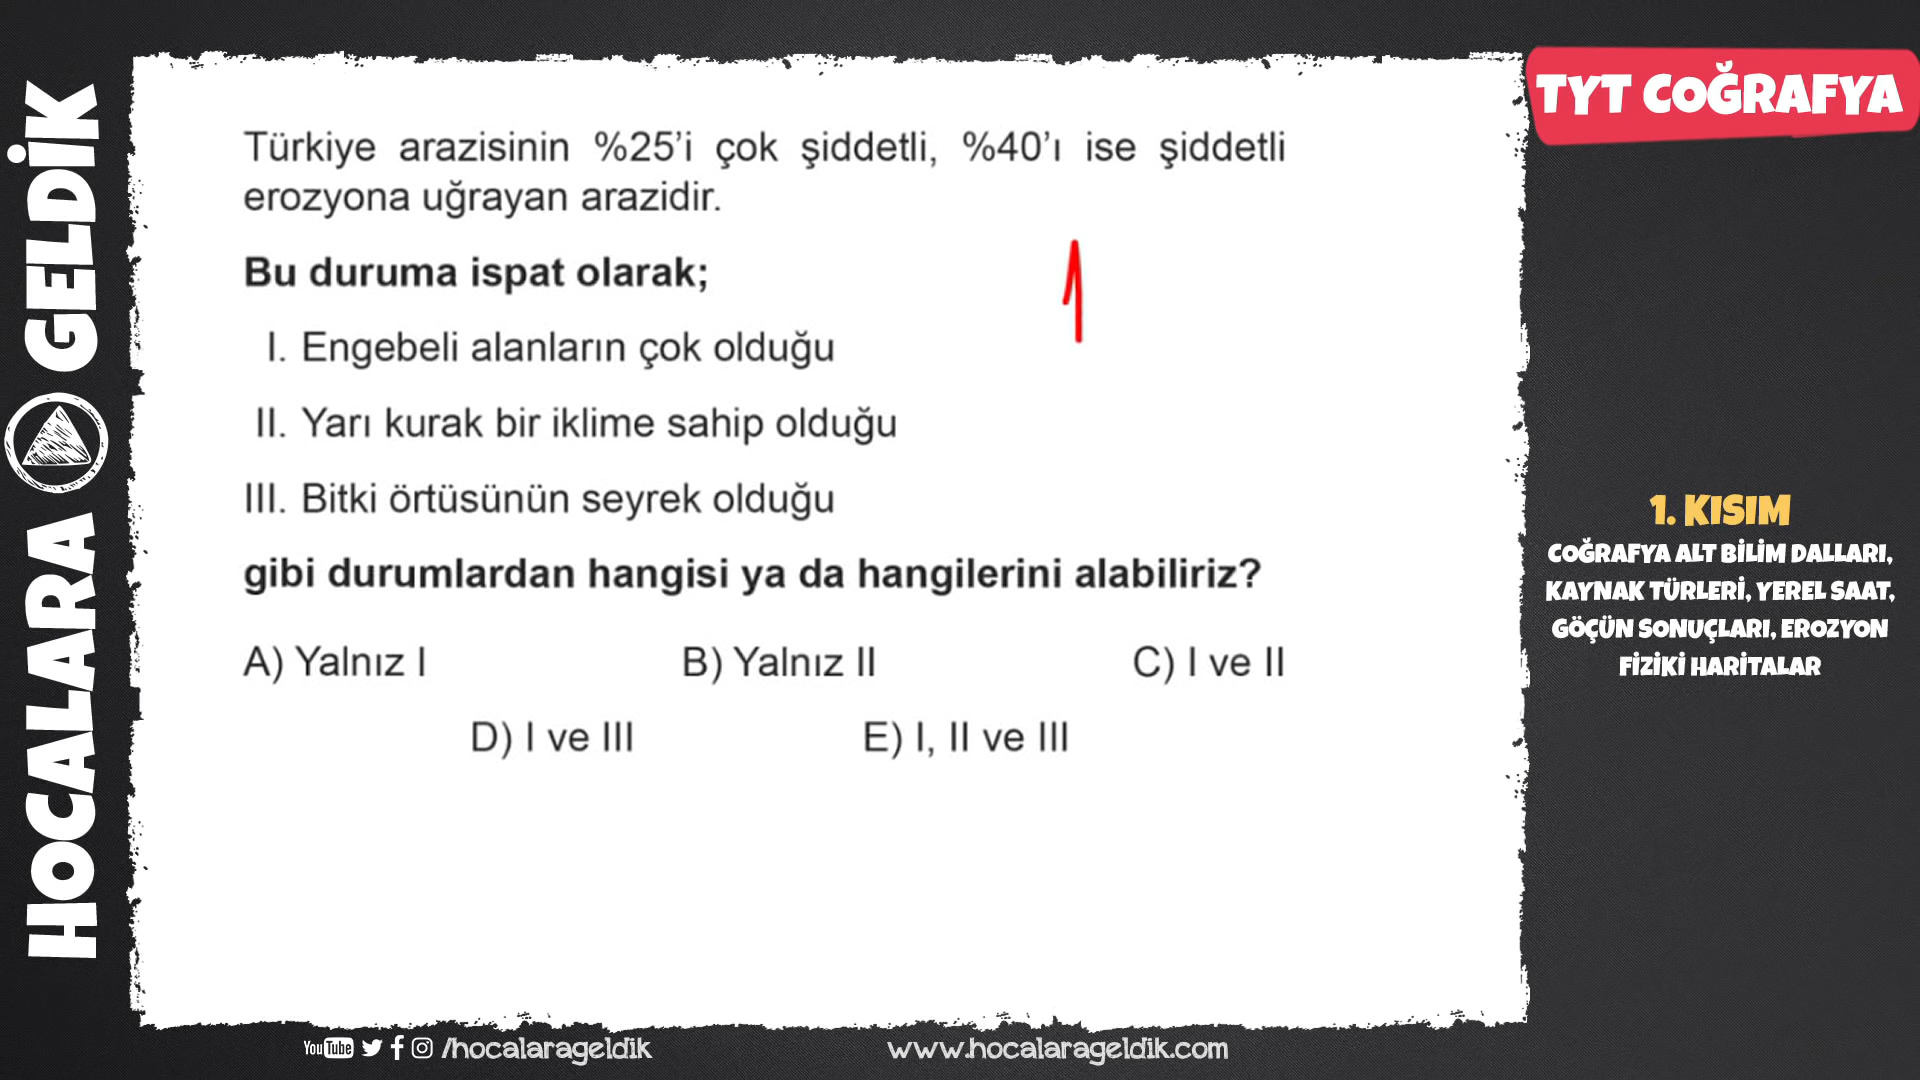 HOCALARA GELDİK
TYT COĞRAFYA
Türkiye arazisinin %25’i çok şiddetli, %40’ı ise şiddetli
erozyona uğrayan arazidir.
1
Bu duruma ispat olarak;
I. Engebeli alanların çok olduğu
II. Yarı kurak bir iklime sahip olduğu
III. Bitki örtüsünün seyrek olduğu
gibi durumlardan hangisi ya da hangilerini alabiliriz?
A) Yalnız I B) Yalnız II C) I ve II
D) I ve III E) I, II ve III
1. KISIM
COĞRAFYA ALT BİLİM DALLARI,
KAYNAK TÜRLERİ, YEREL SAAT,
GÖÇÜN SONUÇLARI, EROZYON
FİZİKİ HARİTALAR
YouTube /hocalarageldik www.hocalarageldik.com